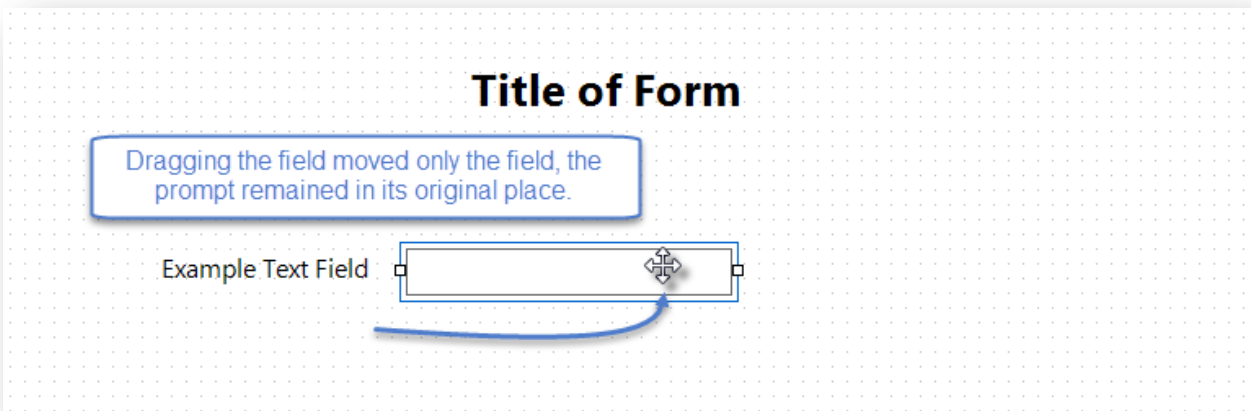 Title of Form
Dragging the field moved only the field, the
prompt remained in its original place.
Example Text Field